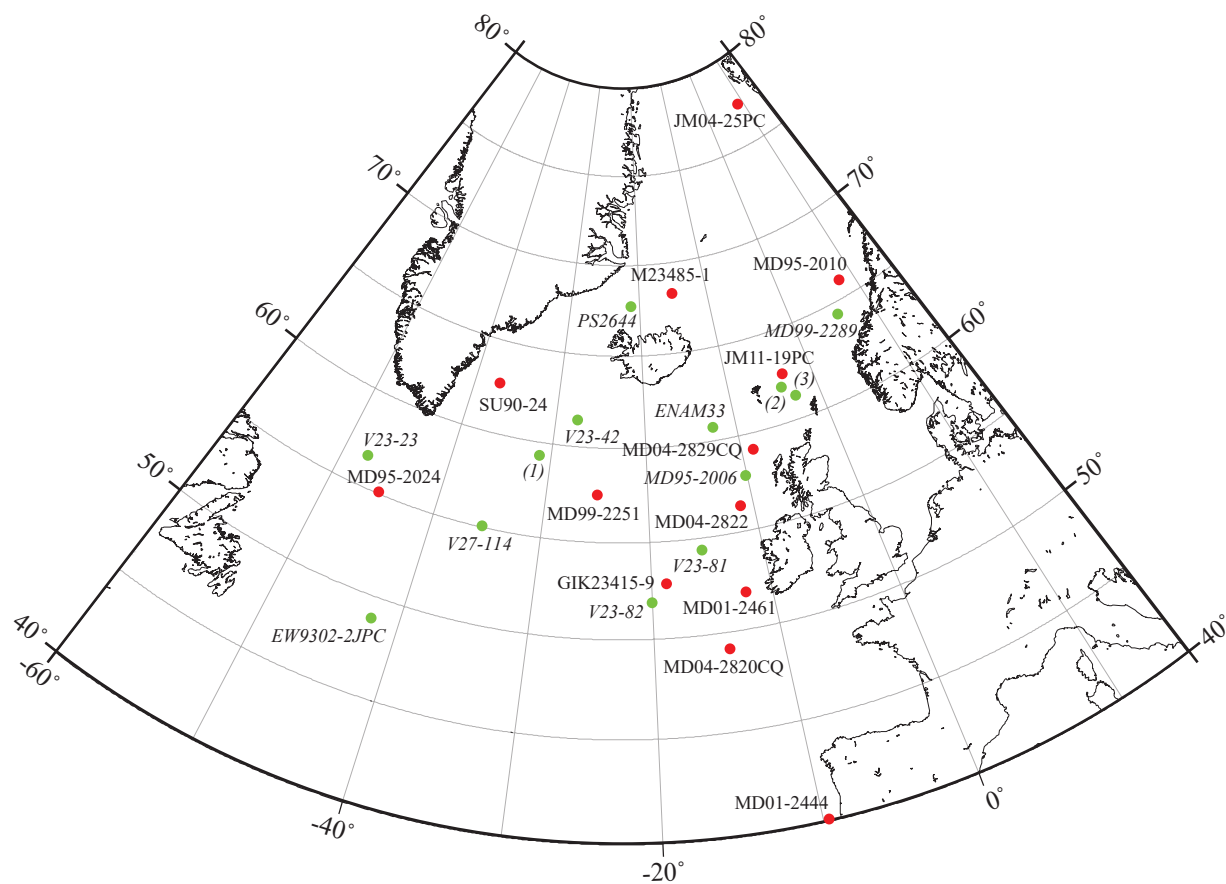 80°
80°
JM04-25PC
70°
70°
MD95-2010
M23485-1
PS2644
MD99-2289
60°
60°
JM11-19PC
(3)
(2)
SU90-24
ENAM33
V23-42
V23-23
MD04-2829CQ
(1)
MD95-2024
MD95-2006
50°
50°
MD99-2251
MD04-2822
V27-114
V23-81
GIK23415-9
V23-82
MD01-2461
EW9302-2JPC
40°
40°
-60°
MD04-2820CQ
MD01-2444
0°
-40°
-20°